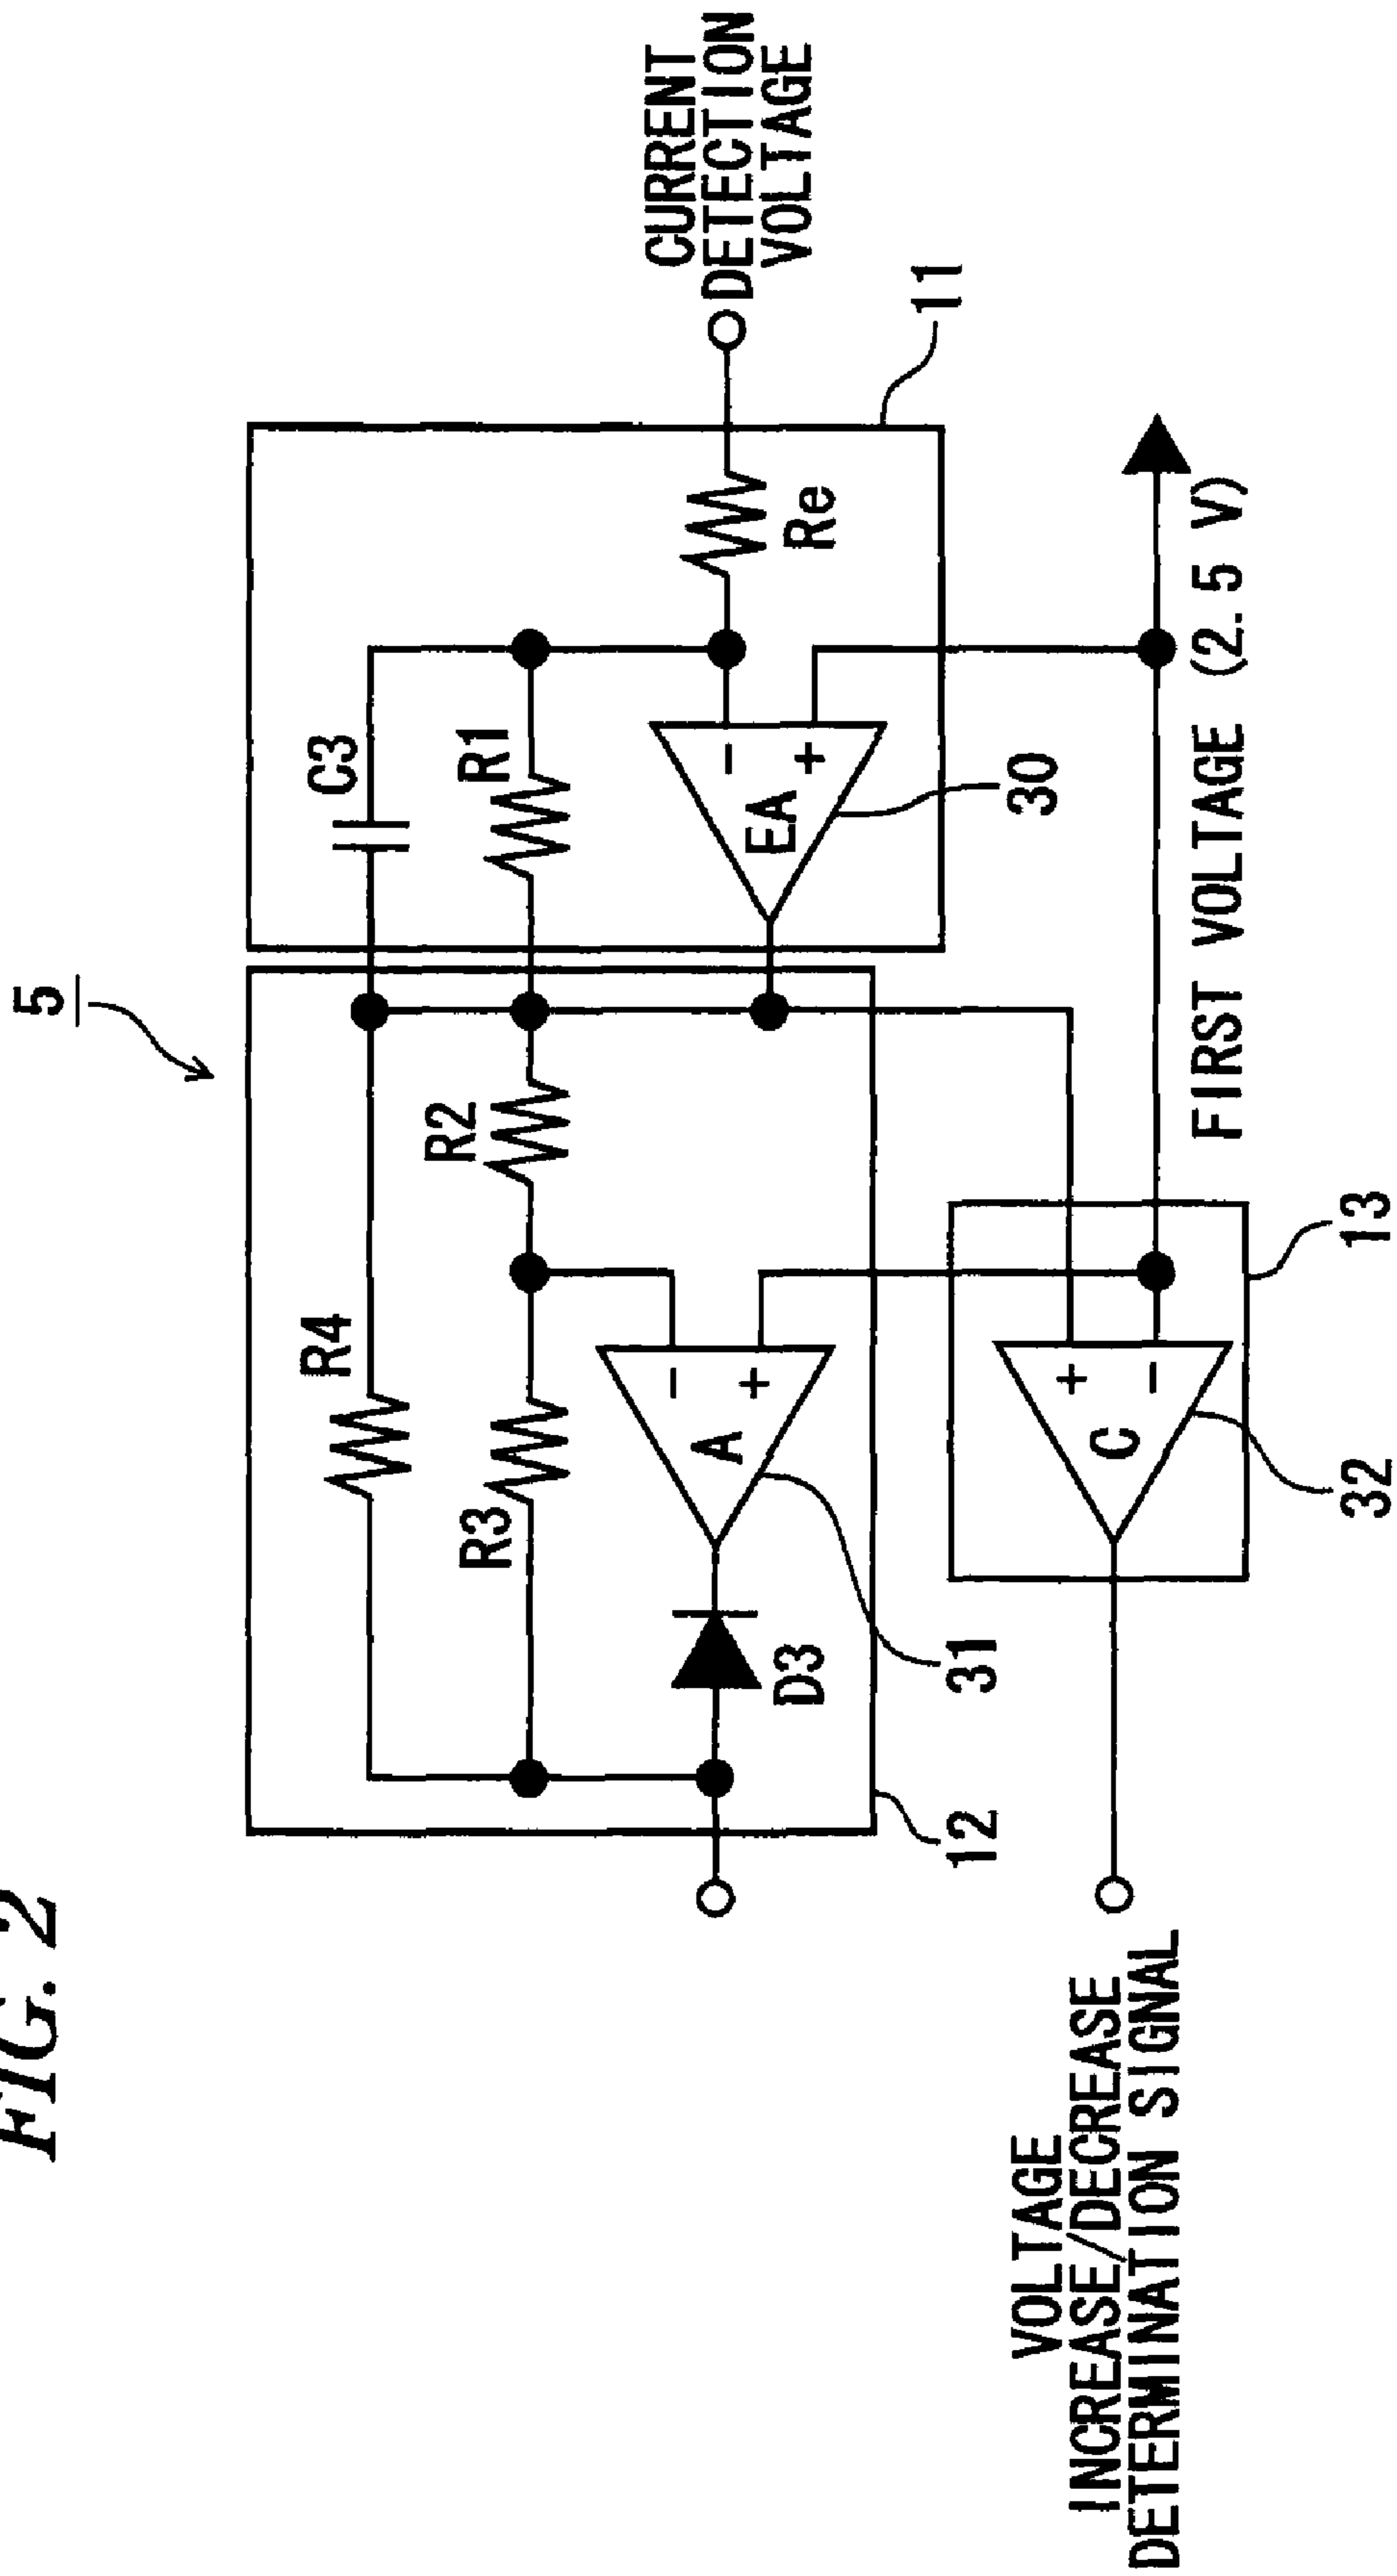 FIG. 2
5
R4
C3
R2
R1
R3
A
-
+
EA
-
+
Re
CURRENT
DETECTION
VOLTAGE
D3
12
31
30
11
C
+
-
32
13
FIRST VOLTAGE (2.5 V)
VOLTAGE
INCREASE/DECREASE
DETERMINATION SIGNAL